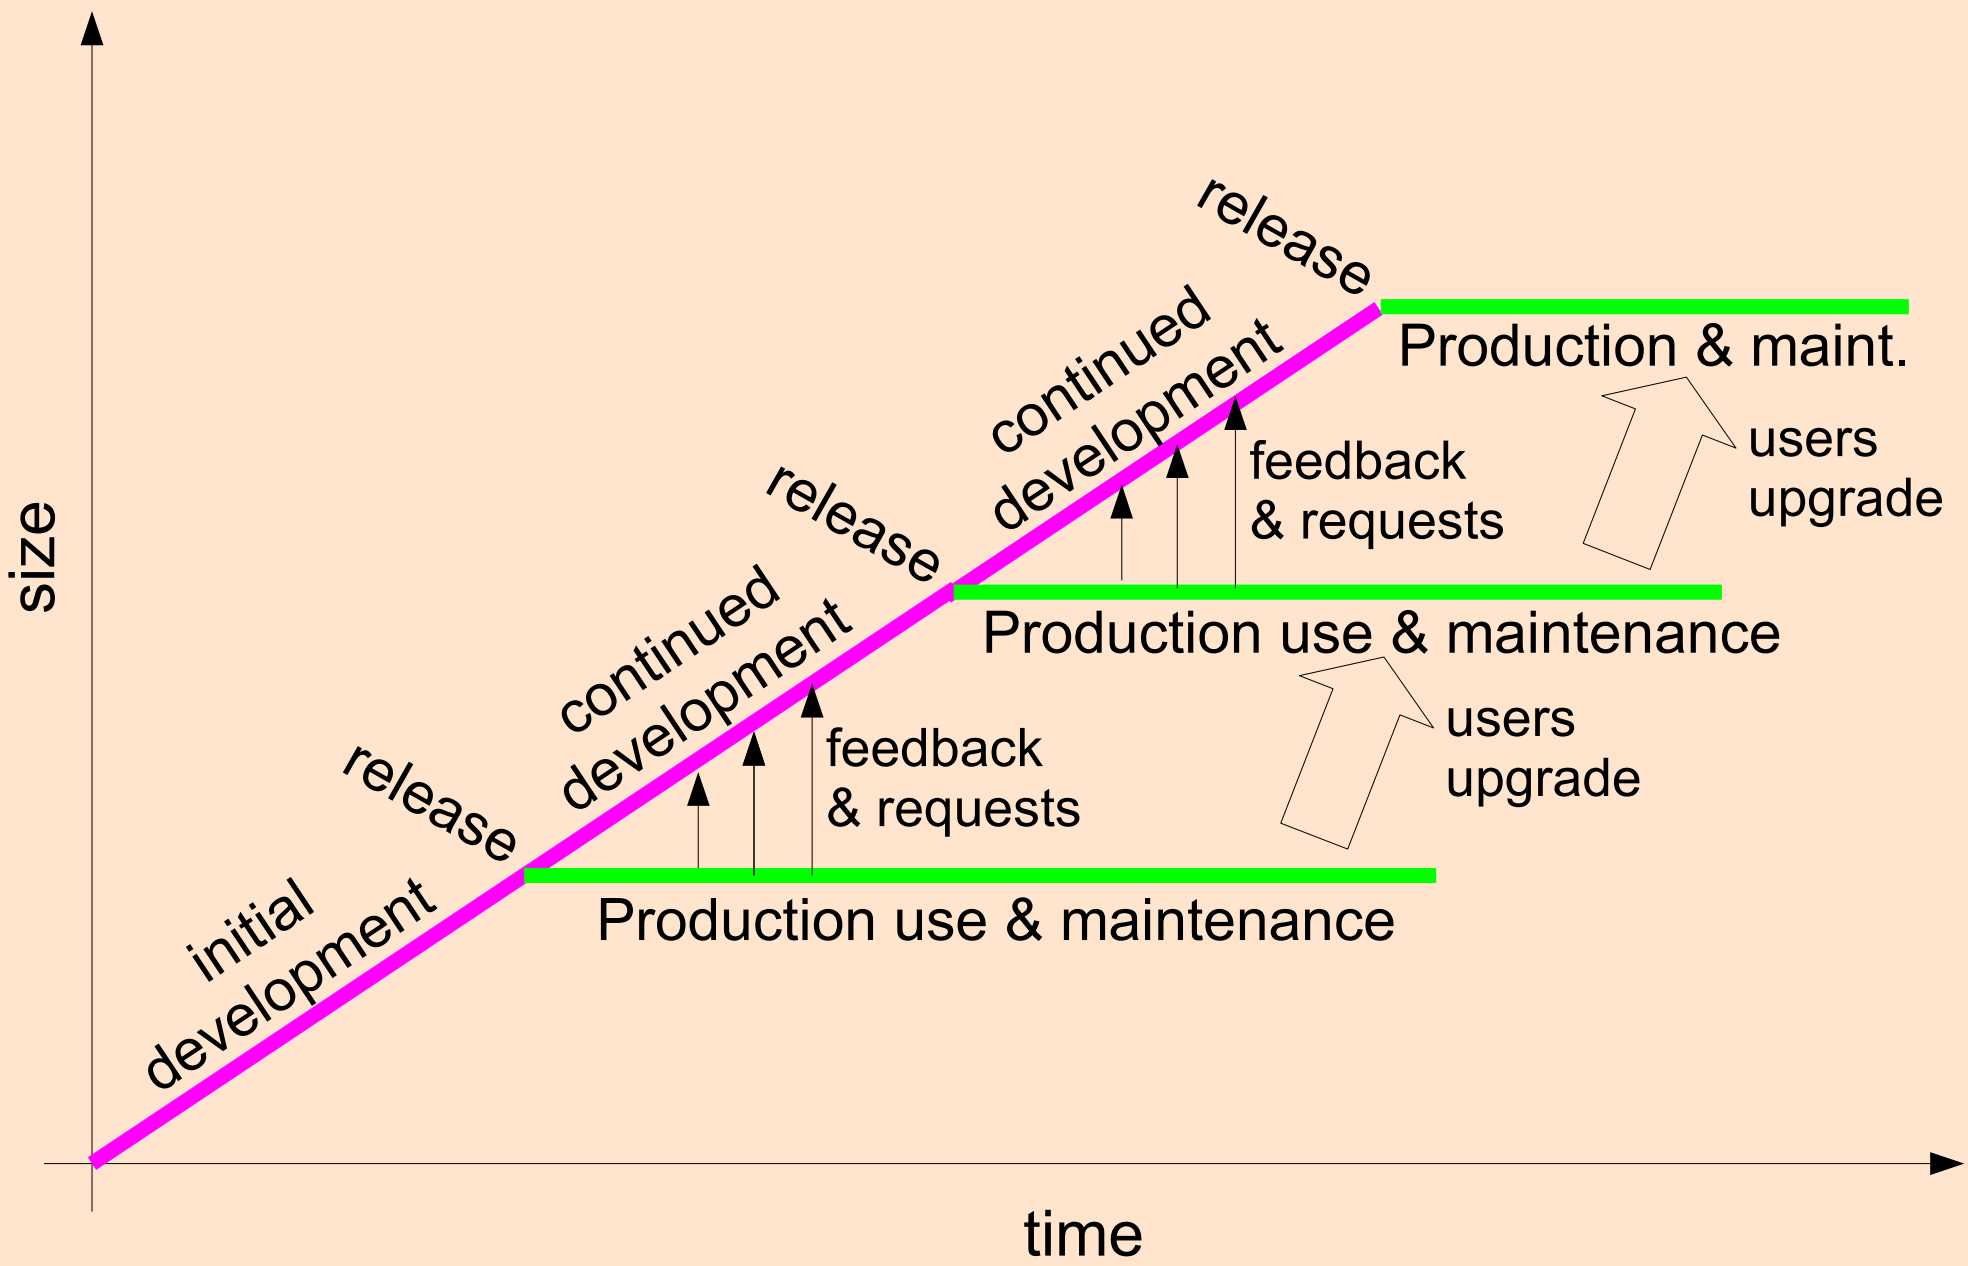 release
continued
development
Production & maint.
users
upgrade
feedback
& requests
release
continued
development
Production use & maintenance
users
upgrade
feedback
& requests
release
initial
development
Production use & maintenance
size
time